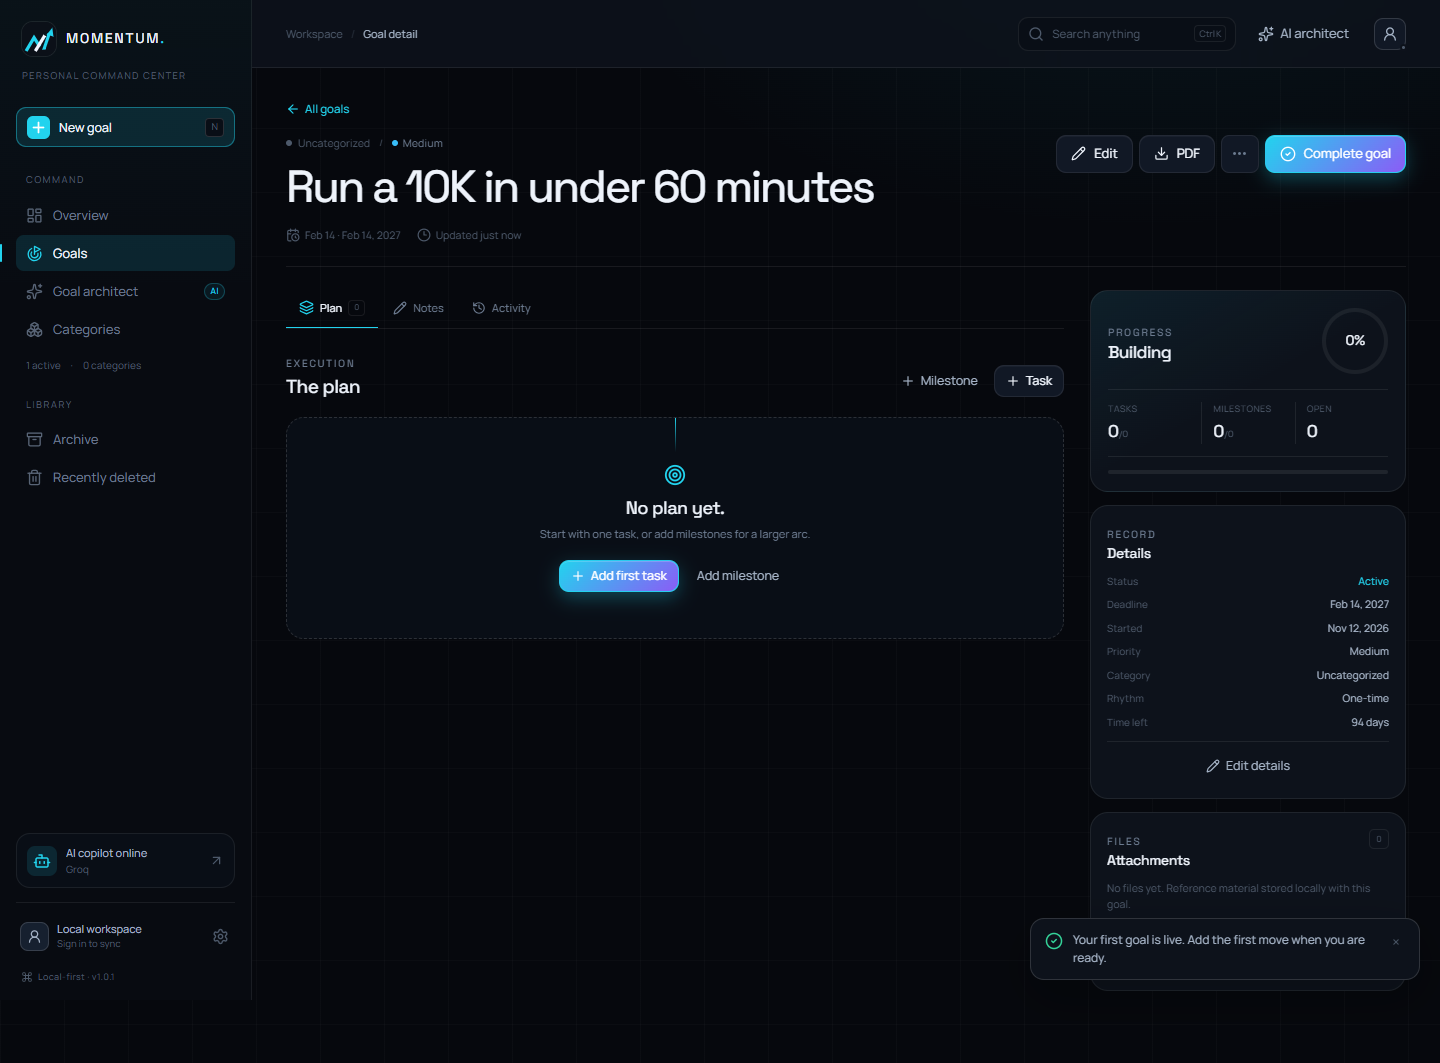 MOMENTUM.
PERSONAL COMMAND CENTER
New goal N
COMMAND
Overview
Goals
Goal architect AI
Categories
1 active · 0 categories
LIBRARY
Archive
Recently deleted
AI copilot online
Groq
Local workspace
Sign in to sync
Local-first · v1.0.1
Workspace / Goal detail
Search anything Ctrl K
AI architect
All goals
Uncategorized / Medium
Run a 10K in under 60 minutes
Feb 14 · Feb 14, 2027 Updated just now
Edit
PDF
Complete goal
Plan 0
Notes
Activity
EXECUTION
The plan
Milestone
Task
No plan yet.
Start with one task, or add milestones for a larger arc.
Add first task
Add milestone
PROGRESS
Building
0%
TASKS MILESTONES OPEN
0/0 0/0 0
RECORD
Details
Status Active
Deadline Feb 14, 2027
Started Nov 12, 2026
Priority Medium
Category Uncategorized
Rhythm One-time
Time left 94 days
Edit details
FILES 0
Attachments
No files yet. Reference material stored locally with this
goal.
Your first goal is live. Add the first move when you are
ready.